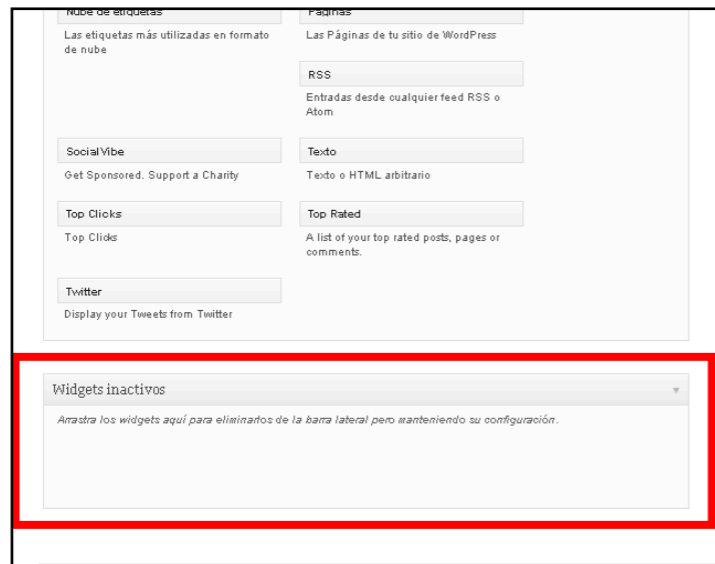 Nube de etiquetas
Páginas
Las etiquetas más utilizadas en formato
de nube
Las Páginas de tu sitio de WordPress
RSS
Entradas desde cualquier feed RSS o
Atom
SocialVibe
Texto
Get Sponsored. Support a Charity
Texto o HTML arbitrario
Top Clicks
Top Rated
Top Clicks
A list of your top rated posts, pages or
comments.
Twitter
Display your Tweets from Twitter
Widgets inactivos
Arrastra los widgets aquí para eliminarlos de la barra lateral pero manteniendo su configuración.